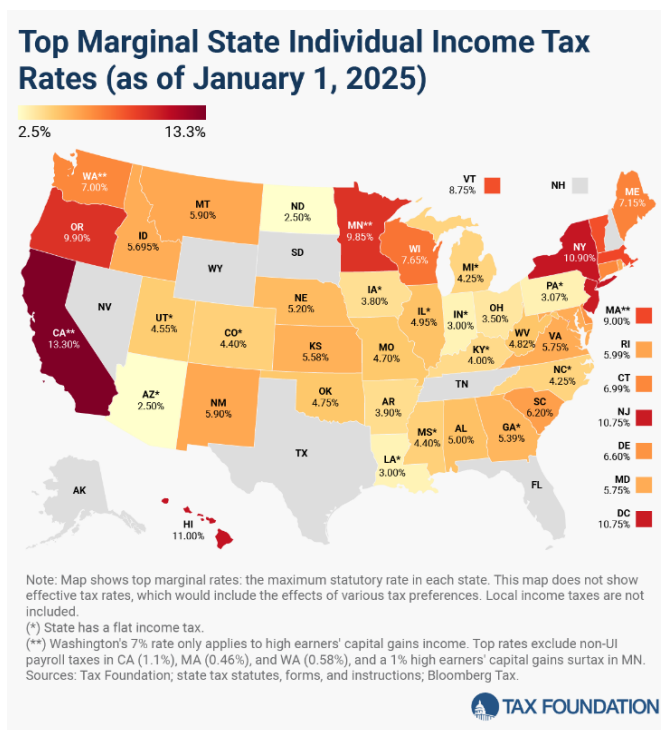 Top Marginal State Individual Income Tax
Rates (as of January 1, 2025)
2.5% 13.3%
WA**
7.00%
OR
9.90%
CA**
13.30%
NV
ID
5.695%
MT
5.90%
WY
UT*
4.55%
CO*
4.40%
AZ*
2.50%
NM
5.90%
ND
2.50%
SD
NE
5.20%
KS
5.58%
OK
4.75%
TX
MN**
9.85%
IA*
3.80%
MO
4.70%
AR
3.90%
LA*
3.00%
WI
7.65%
IL*
4.95%
MI*
4.25%
IN*
3.00%
OH
3.50%
KY*
4.00%
TN
MS*
4.40%
AL
5.00%
GA*
5.39%
FL
SC
6.20%
NC*
4.25%
VA
5.75%
WV
4.82%
PA*
3.07%
NY
10.90%
VT
8.75%
NH
ME
7.15%
MA**
9.00%
RI
5.99%
CT
6.99%
NJ
10.75%
DE
6.60%
MD
5.75%
DC
10.75%
AK
HI
11.00%
Note: Map shows top marginal rates: the maximum statutory rate in each state. This map does not show
effective tax rates, which would include the effects of various tax preferences. Local income taxes are not
included.
(*) State has a flat income tax.
(**) Washington's 7% rate only applies to high earners' capital gains income. Top rates exclude non-UI
payroll taxes in CA (1.1%), MA (0.46%), and WA (0.58%), and a 1% high earners' capital gains surtax in MN.
Sources: Tax Foundation; state tax statutes, forms, and instructions; Bloomberg Tax.
TAX FOUNDATION